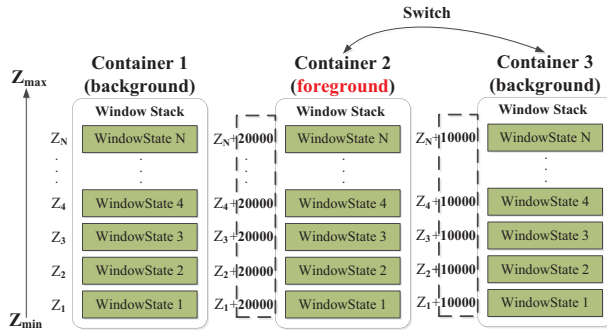 Switch
Container 1
(background)
Container 2
(foreground)
Container 3
(background)
Zmax
Window Stack
Window Stack
Window Stack
ZN
WindowState N
ZN+20000
WindowState N
ZN+10000
WindowState N
Z4
WindowState 4
Z4+20000
WindowState 4
Z4+10000
WindowState 4
Z3
WindowState 3
Z3+20000
WindowState 3
Z3+10000
WindowState 3
Z2
WindowState 2
Z2+20000
WindowState 2
Z2+10000
WindowState 2
Z1
WindowState 1
Z1+20000
WindowState 1
Z1+10000
WindowState 1
Zmin